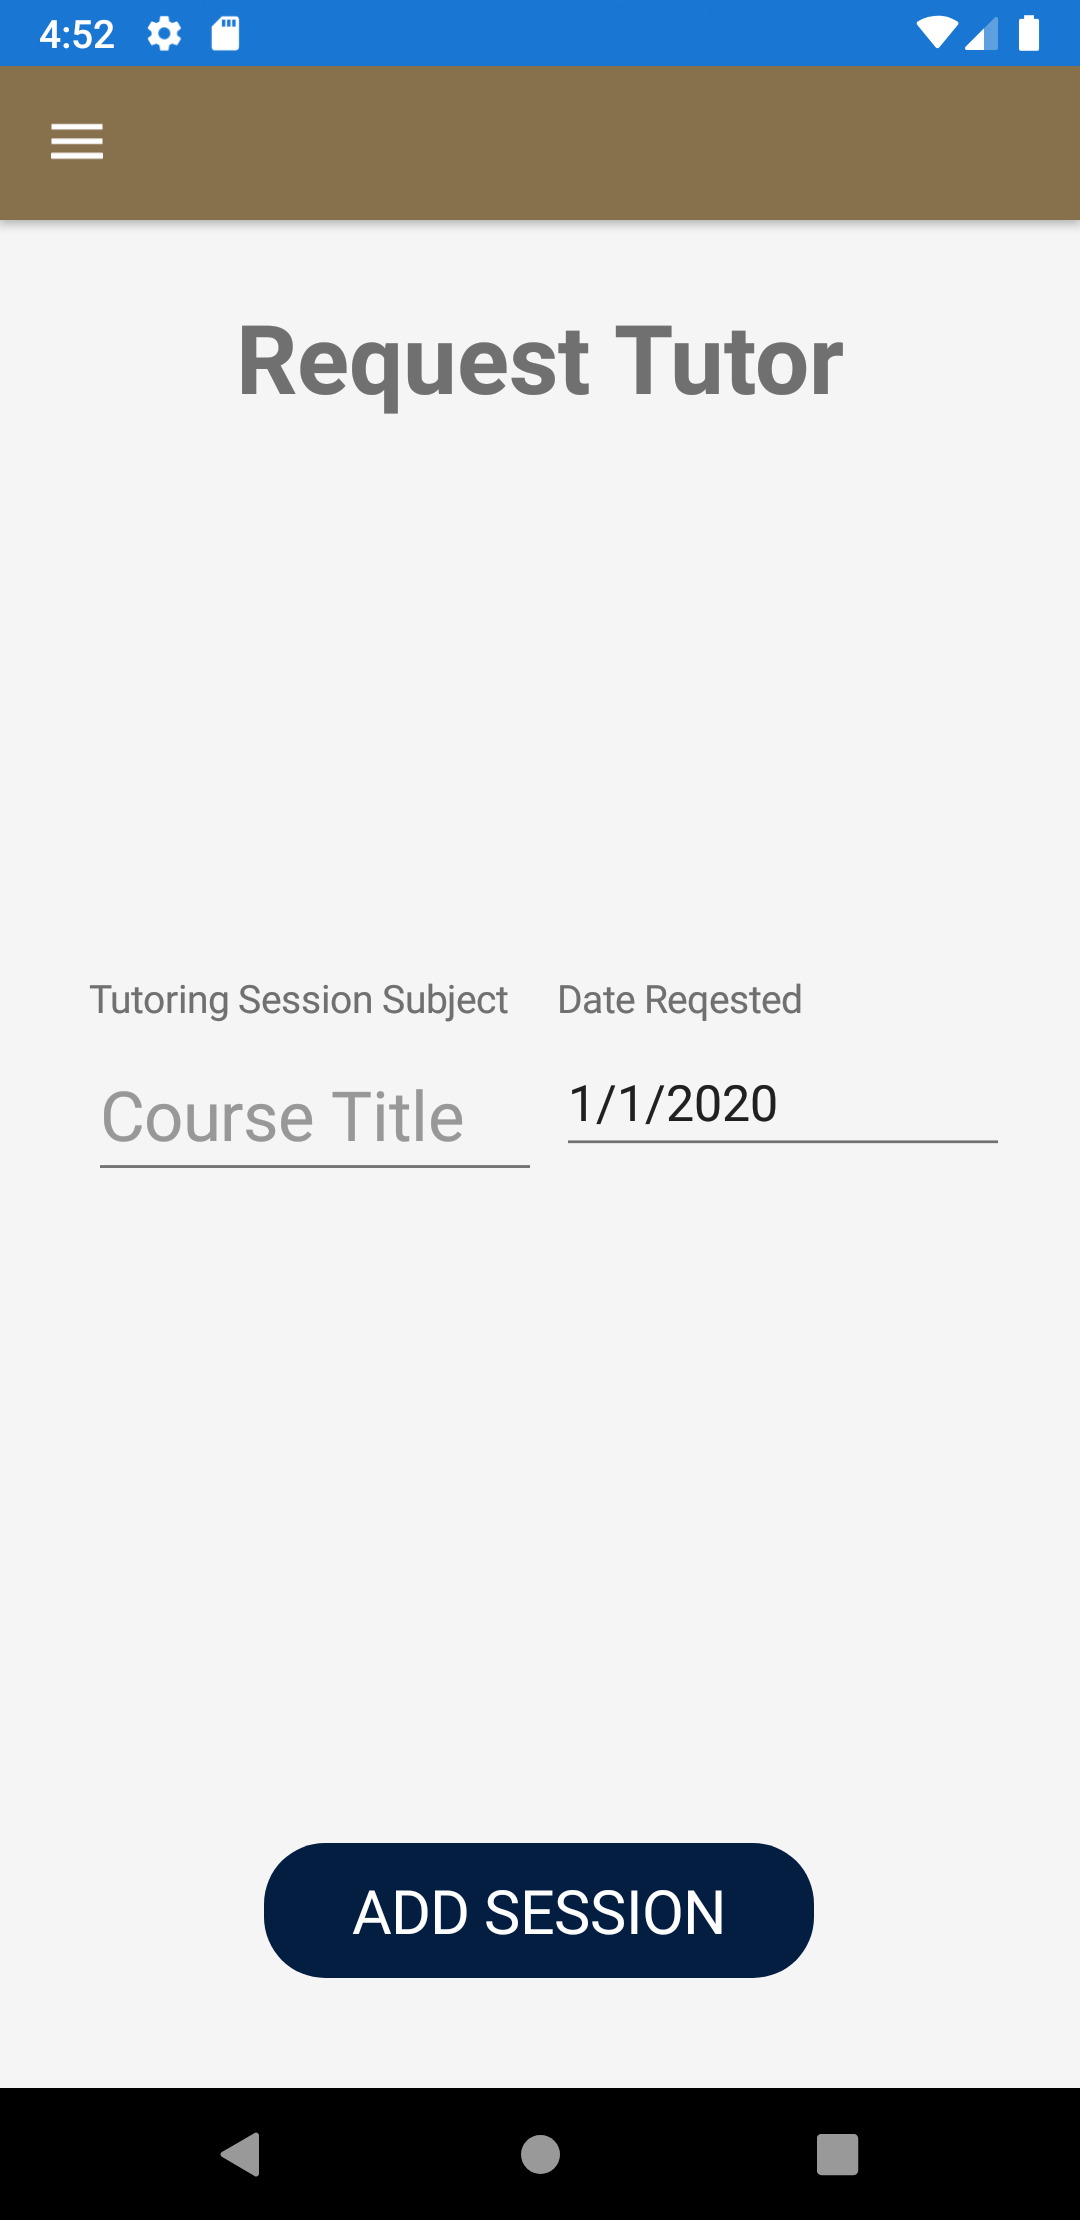 4:52
Request Tutor
Tutoring Session Subject Date Reqested
Course Title 1/1/2020
ADD SESSION